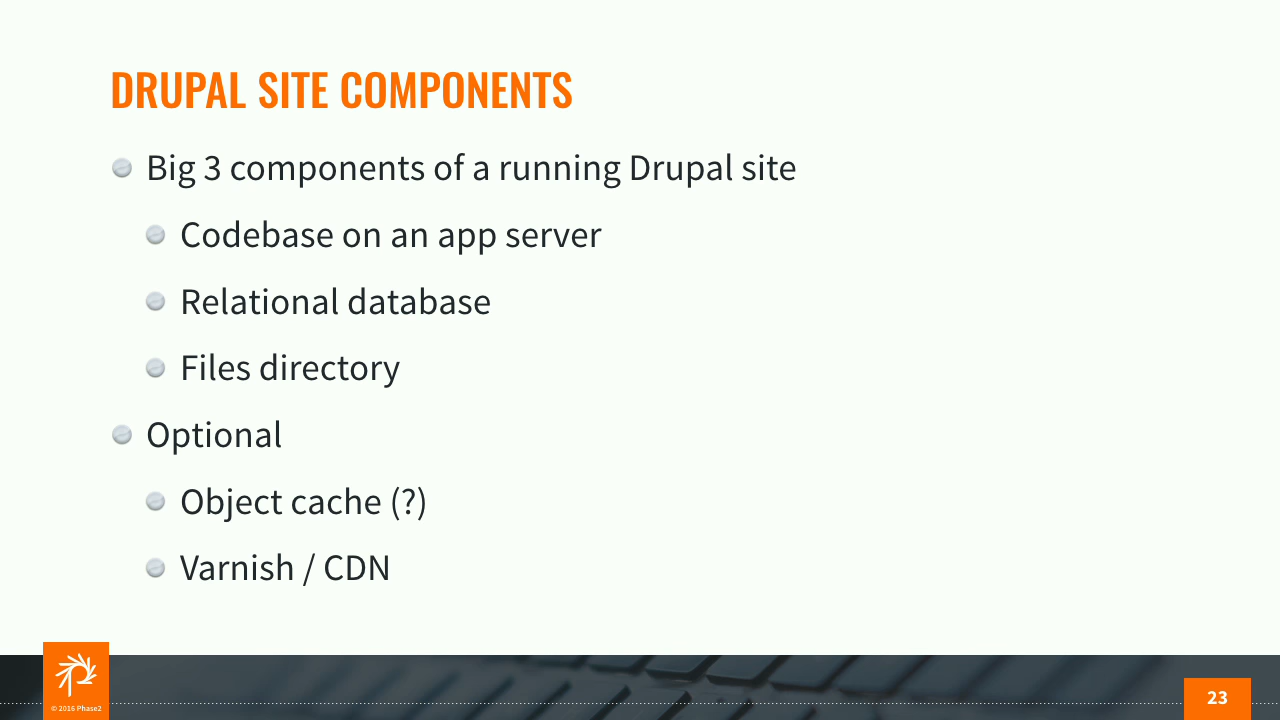 DRUPAL SITE COMPONENTS
Big 3 components of a running Drupal site
Codebase on an app server
Relational database
Files directory
Optional
Object cache (?)
Varnish / CDN
© 2016 Phase2
23